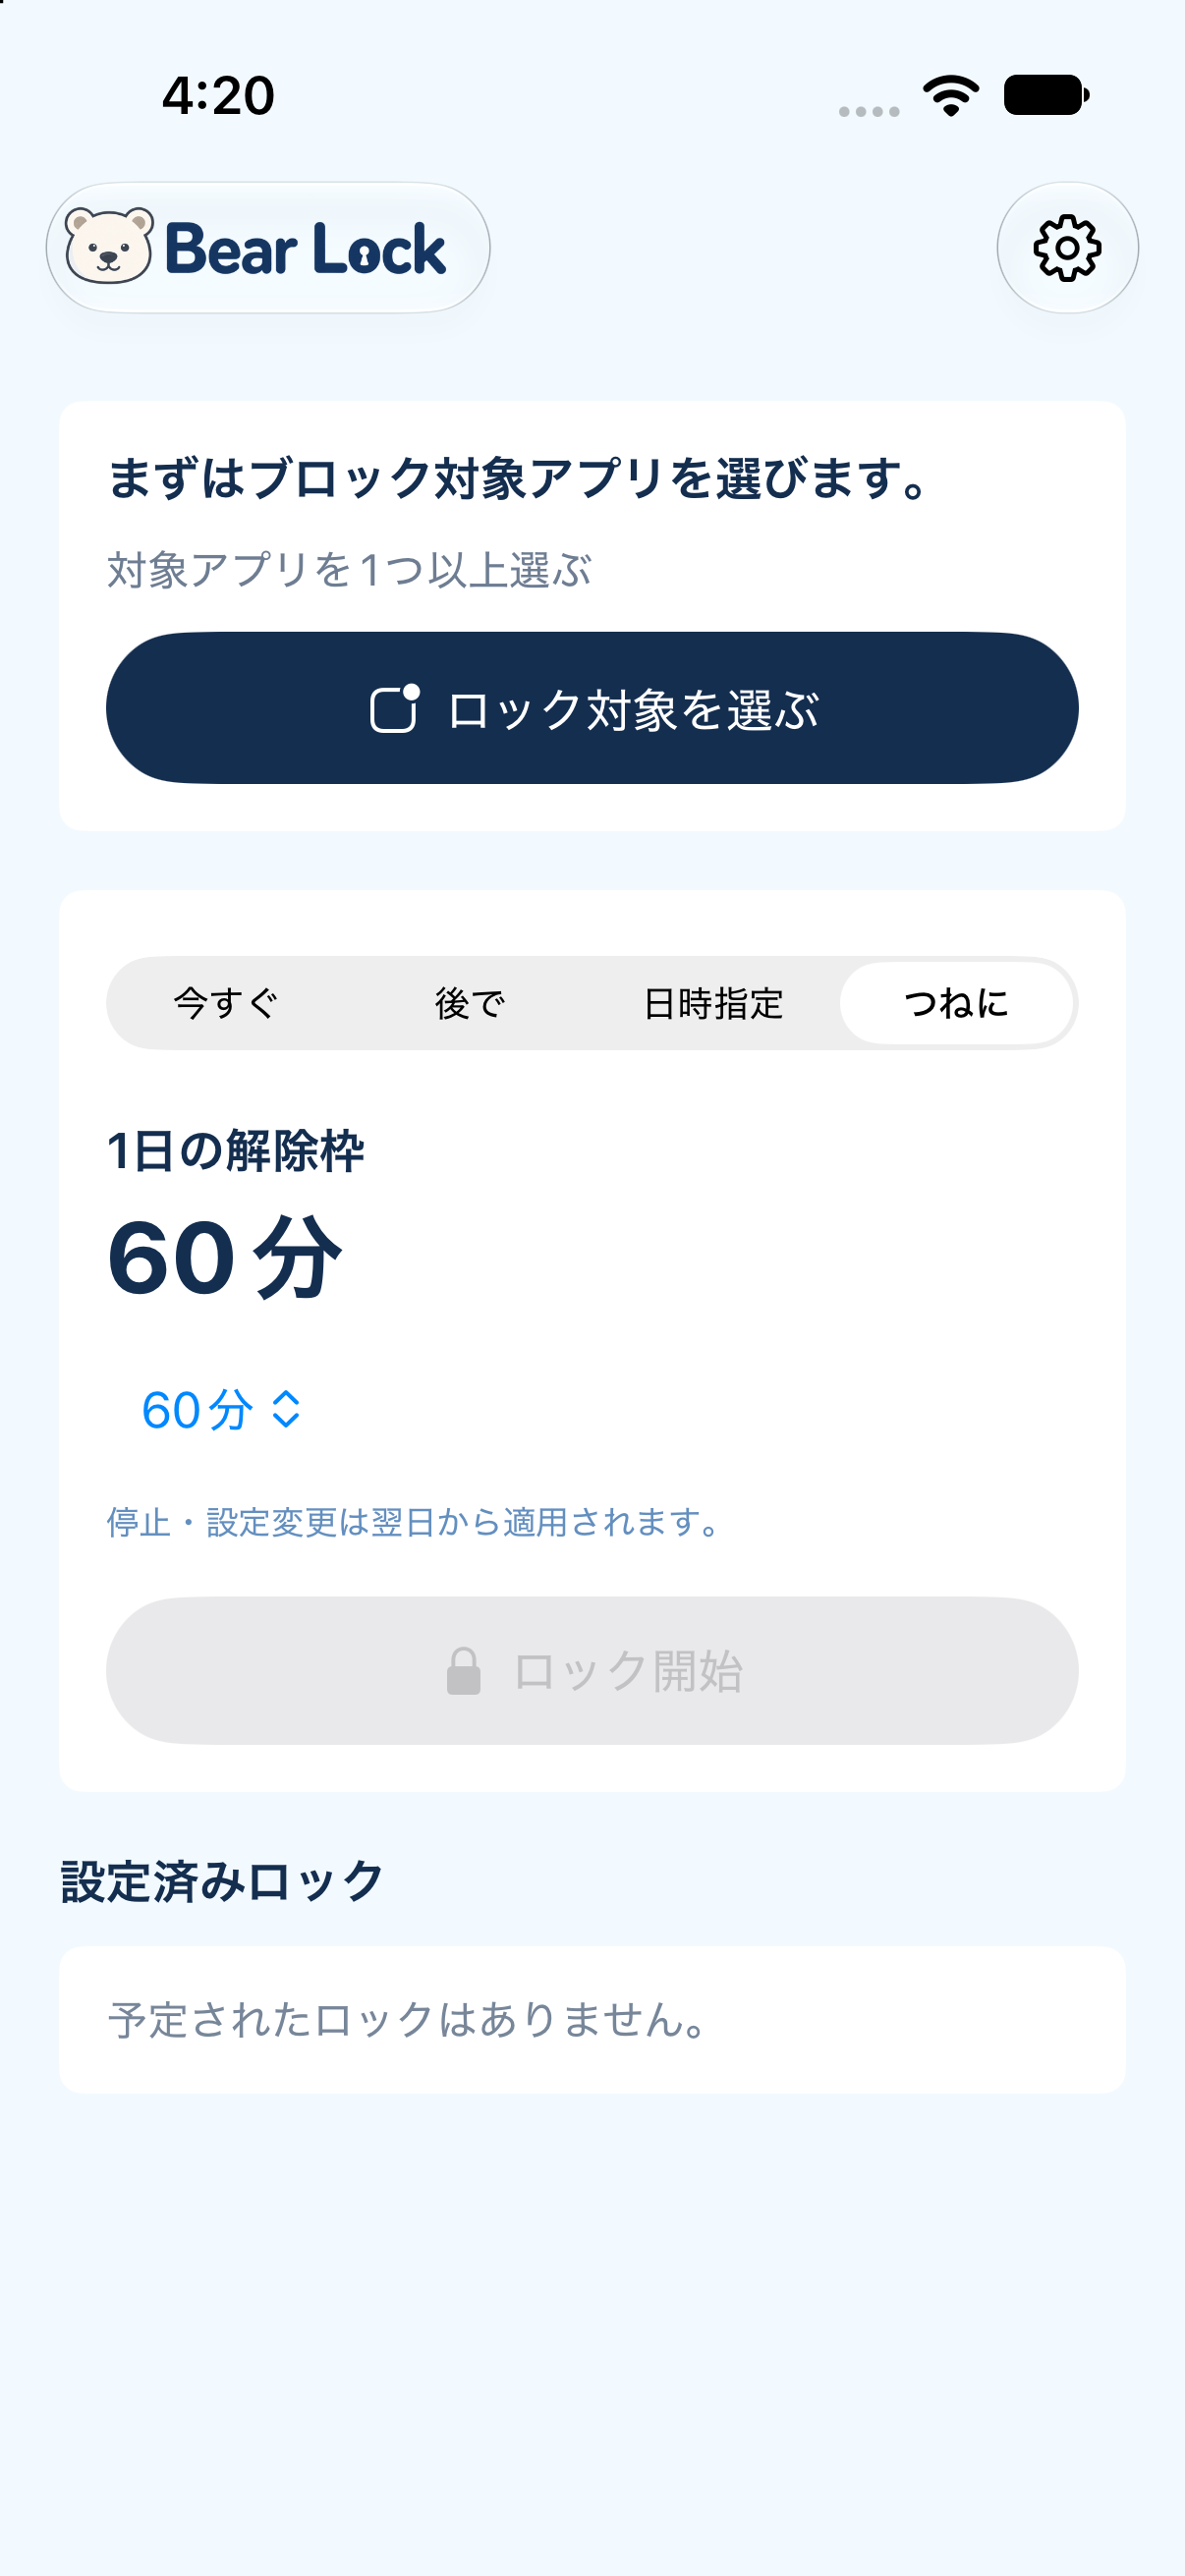 4:20
Bear Lock
まずはブロック対象アプリを選びます。
対象アプリを1つ以上選ぶ
ロック対象を選ぶ
今すぐ 後で 日時指定 つねに
1日の解除枠
60分
60分
停止・設定変更は翌日から適用されます。
ロック開始
設定済みロック
予定されたロックはありません。